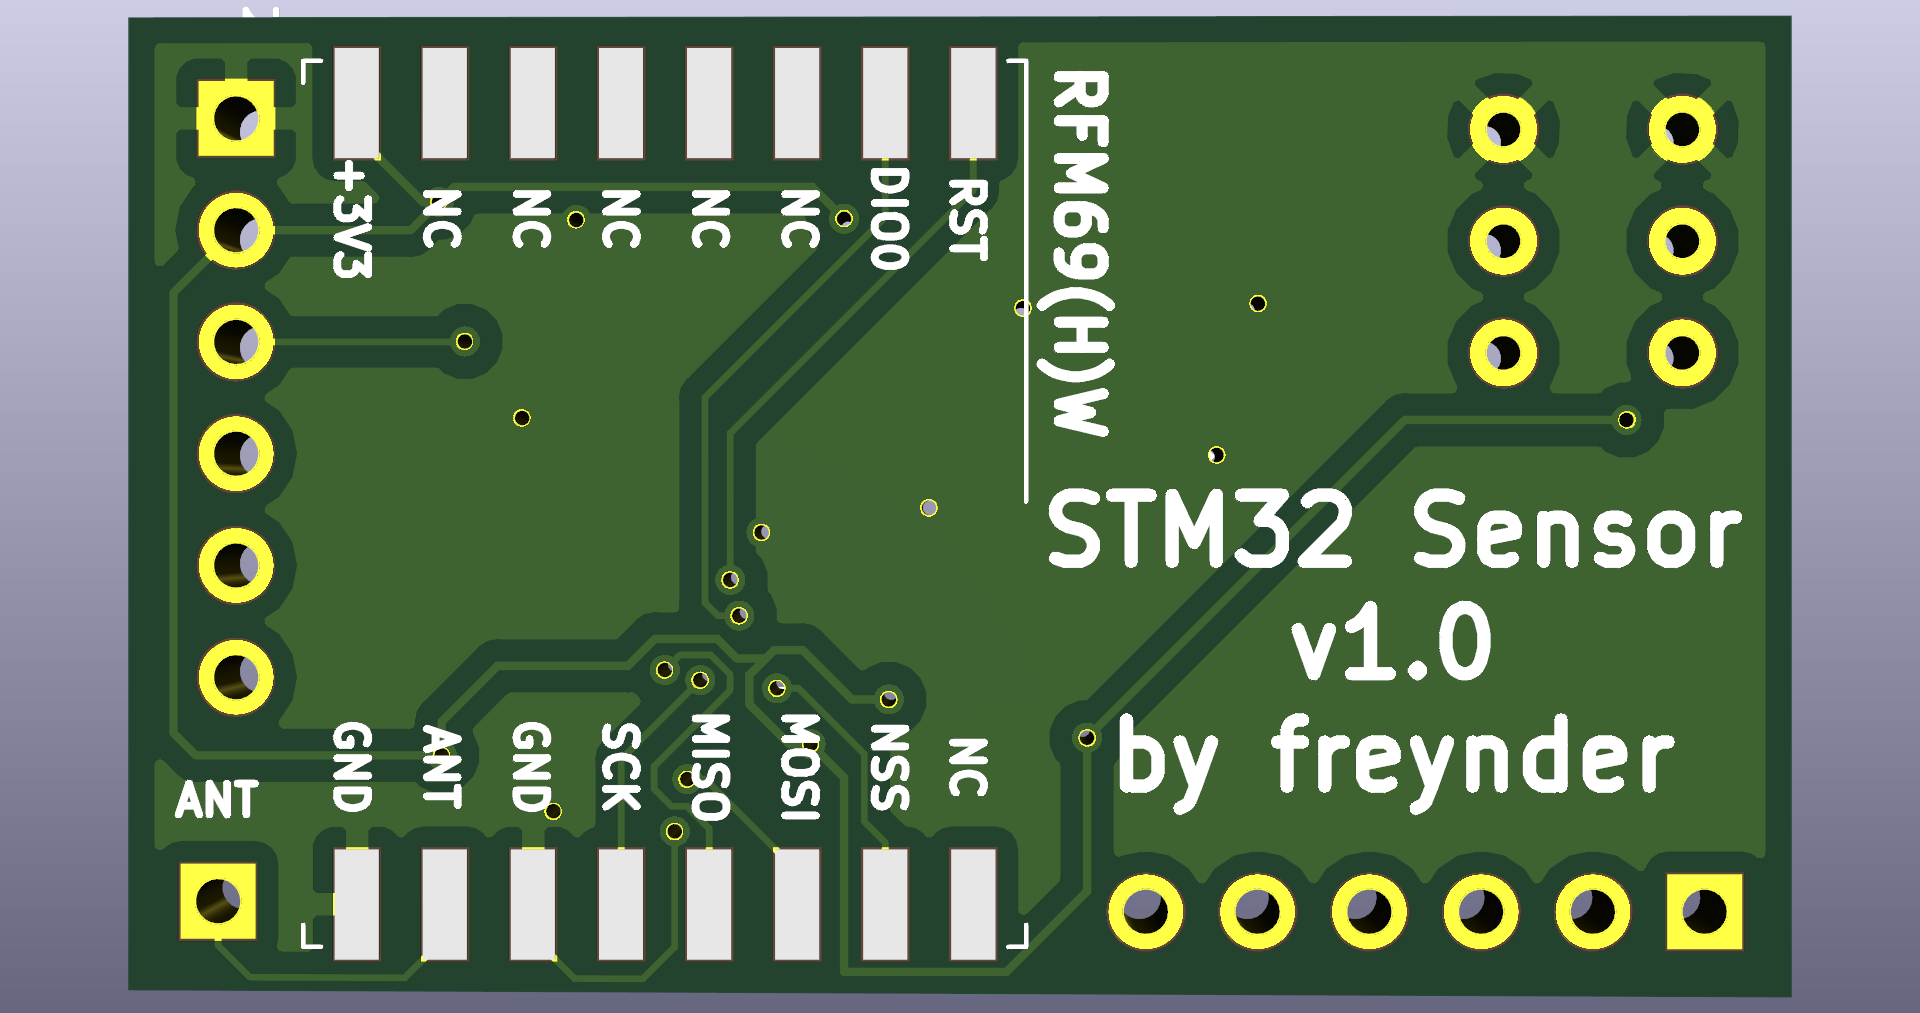 +3V3
NC
NC
NC
NC
NC
DIO0
RST
RFM69(H)W
STM32 Sensor
v1.0
by freynder
GND
ANT
GND
SCK
MISO
MOSI
NSS
NC
ANT